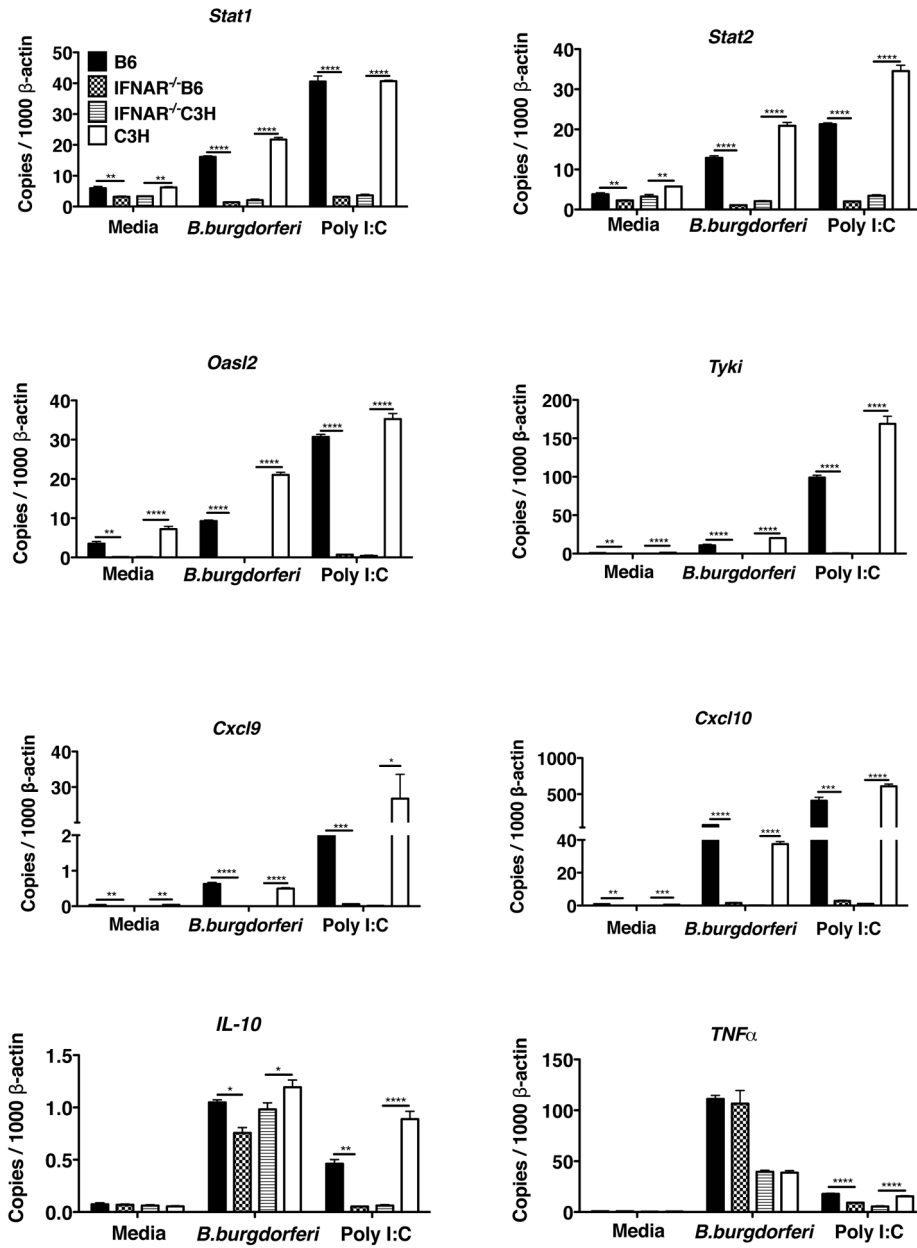 Stat1
Copies / 1000 β-actin
50
40
30
20
10
0
B6
IFNAR-/-B6
IFNAR-/-C3H
C3H
** ** **** **** **** ****
Media B.burgdorferi Poly I:C
Stat2
Copies / 1000 β-actin
40
30
20
10
0
** ** **** **** **** ****
Media B.burgdorferi Poly I:C
Oasl2
Copies / 1000 β-actin
40
30
20
10
0
** **** **** **** **** ****
Media B.burgdorferi Poly I:C
Tyki
Copies / 1000 β-actin
200
150
100
50
0
** **** **** **** **** ****
Media B.burgdorferi Poly I:C
Cxcl9
Copies / 1000 β-actin
40
30
2
1
0
** ** **** **** *** *
Media B.burgdorferi Poly I:C
Cxcl10
Copies / 1000 β-actin
1000
500
40
20
0
** *** **** **** *** ****
Media B.burgdorferi Poly I:C
IL-10
Copies / 1000 β-actin
1.5
1.0
0.5
0.0
* * ** ****
Media B.burgdorferi Poly I:C
TNFα
Copies / 1000 β-actin
150
100
50
0
**** ****
Media B.burgdorferi Poly I:C